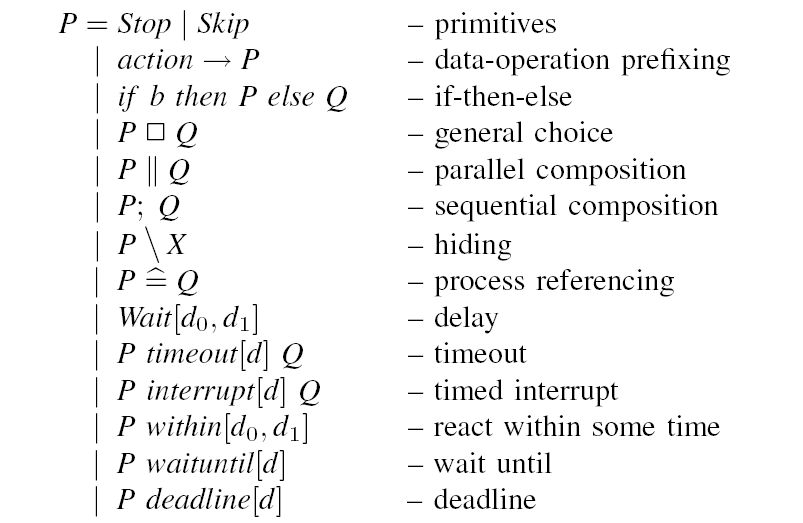 P = Stop | Skip – primitives
| action → P – data-operation prefixing
| if b then P else Q – if-then-else
| P □ Q – general choice
| P ∥ Q – parallel composition
| P; Q – sequential composition
| P \ X – hiding
| P ≙ Q – process referencing
| Wait[d₀, d₁] – delay
| P timeout[d] Q – timeout
| P interrupt[d] Q – timed interrupt
| P within[d₀, d₁] – react within some time
| P waituntil[d] – wait until
| P deadline[d] – deadline